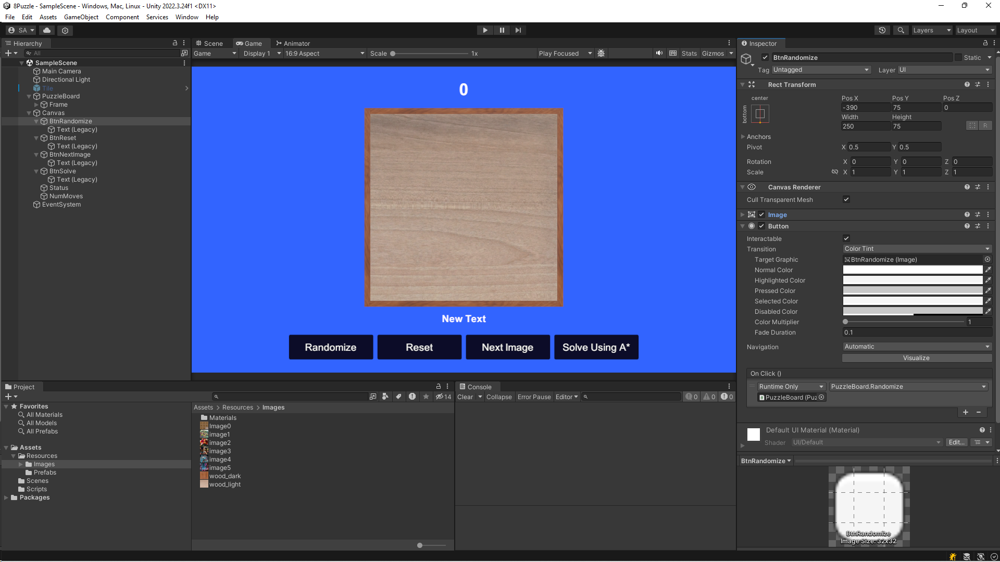 8Puzzle - SampleScene - Windows, Mac, Linux - Unity 2022.3.24f1 <DX11>
File Edit Assets GameObject Component Services Window Help
SA
Layers
Layout
Hierarchy
All
SampleScene
Main Camera
Directional Light
Tile
PuzzleBoard
Frame
Canvas
BtnRandomize
Text (Legacy)
BtnReset
Text (Legacy)
BtnNextImage
Text (Legacy)
BtnSolve
Text (Legacy)
Status
NumMoves
EventSystem
Scene Game Animator
Game Display 1 16:9 Aspect Scale 1x Play Focused Stats Gizmos
0
New Text
Randomize Reset Next Image Solve Using A*
Project
14
Favorites
All Materials
All Models
All Prefabs
Assets
Resources
Images
Prefabs
Scenes
Scripts
Packages
Assets > Resources > Images
Materials
Image0
image1
image2
image3
image4
image5
wood_dark
wood_light
Console
Clear Collapse Error Pause Editor 0 0 0
Inspector
BtnRandomize Static
Tag Untagged Layer UI
Rect Transform
center
bottom
Pos X Pos Y Pos Z
-390 75 0
Width Height
250 75 R
Anchors
Pivot X 0.5 Y 0.5
Rotation X 0 Y 0 Z 0
Scale X 1 Y 1 Z 1
Canvas Renderer
Cull Transparent Mesh
Image
Button
Interactable
Transition Color Tint
Target Graphic BtnRandomize (Image)
Normal Color
Highlighted Color
Pressed Color
Selected Color
Disabled Color
Color Multiplier 1
Fade Duration 0.1
Navigation Automatic
Visualize
On Click ()
Runtime Only PuzzleBoard.Randomize
PuzzleBoard (Puz
Default UI Material (Material)
Shader UI/Default Edit...
BtnRandomize
BtnRandomize
Image Size: 32x32